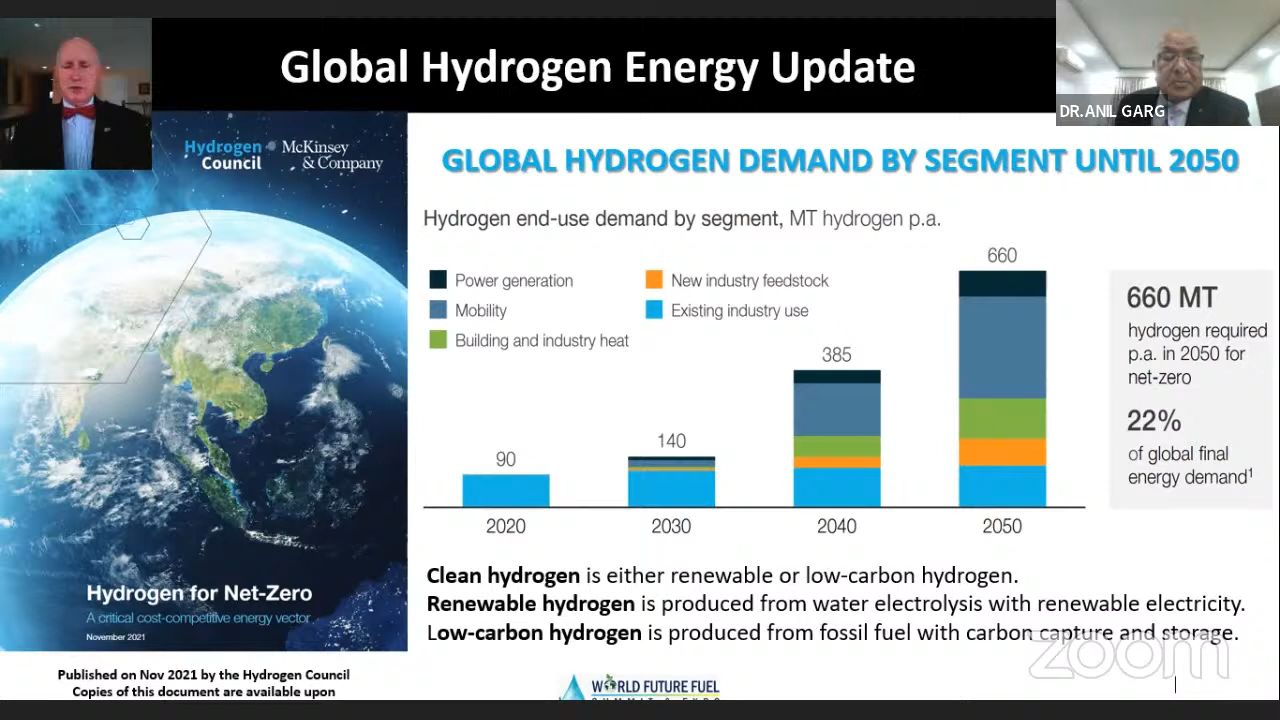 Global Hydrogen Energy Update
DR.ANIL GARG
Hydrogen Council
McKinsey & Company
Hydrogen for Net-Zero
A critical cost-competitive energy vector
November 2021
Published on Nov 2021 by the Hydrogen Council
Copies of this document are available upon
GLOBAL HYDROGEN DEMAND BY SEGMENT UNTIL 2050
Hydrogen end-use demand by segment, MT hydrogen p.a.
Power generation
Mobility
Building and industry heat
New industry feedstock
Existing industry use
90
140
385
660
2020
2030
2040
2050
660 MT
hydrogen required
p.a. in 2050 for
net-zero
22%
of global final
energy demand¹
Clean hydrogen is either renewable or low-carbon hydrogen.
Renewable hydrogen is produced from water electrolysis with renewable electricity.
Low-carbon hydrogen is produced from fossil fuel with carbon capture and storage.
zoom
WORLD FUTURE FUEL